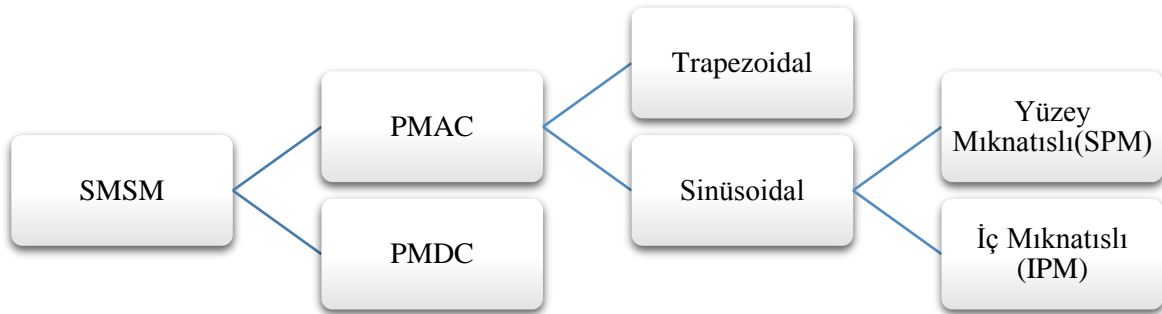 SMSM
PMAC
PMDC
Trapezoidal
Sinüsoidal
Yüzey
Mıknatıslı(SPM)
İç Mıknatıslı
(IPM)